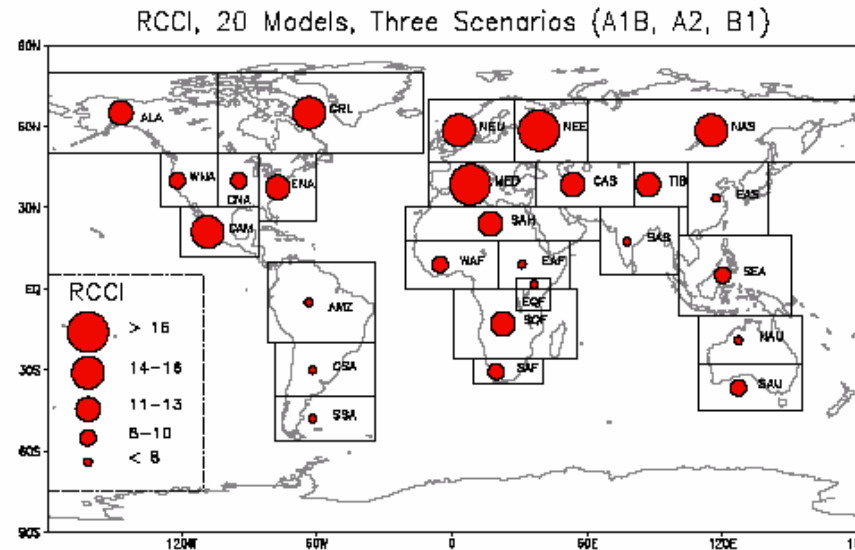 RCCI, 20 Models, Three Scenarios (A1B, A2, B1)
80N
60N
30N
EQ
30S
60S
90S
120W
60W
0
60E
120E
ALA
GRL
NEU
NEE
NAS
WNA
CNA
ENA
MED
CAS
TIB
EAS
CAM
SAH
SAS
WAF
EAF
SEA
AMZ
EQF
SQF
NAU
CSA
SAF
SAU
SSA
RCCI
> 16
14-16
11-13
8-10
< 8